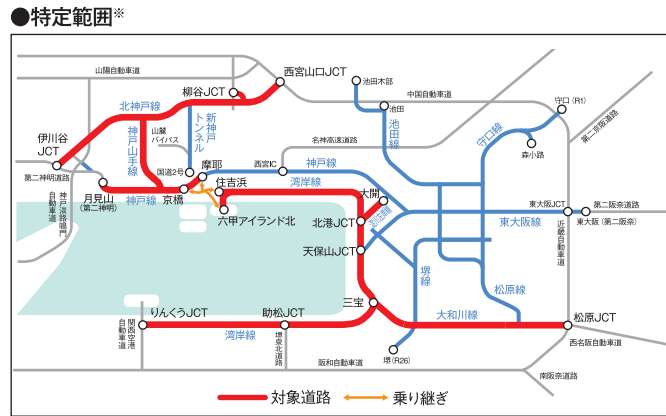 ●特定範囲※
山陽自動車道
柳谷JCT
西宮山口JCT
池田木部
中国自動車道
池田
守口(R1)
第二京阪道路
北神戸線
伊川谷
JCT
神戸山手線
山麓
バイパス
新神戸
トンネル
池田線
守口線
森小路
名神高速道路
第二神明道路
国道2号
摩耶
西宮IC
神戸線
住吉浜
湾岸線
大開
月見山
(第二神明)
神戸線
京橋
六甲アイランド北
北港JCT
淀川左岸線
東大阪線
東大阪JCT
第二阪奈道路
東大阪(第二阪奈)
神戸淡路鳴門
自動車道
天保山JCT
堺線
近畿自動車道
三宝
松原線
りんくうJCT
助松JCT
大和川線
松原JCT
関西空港
自動車道
湾岸線
堺泉北道路
阪和自動車道
堺(R26)
西名阪自動車道
南阪奈道路
対象道路
乗り継ぎ